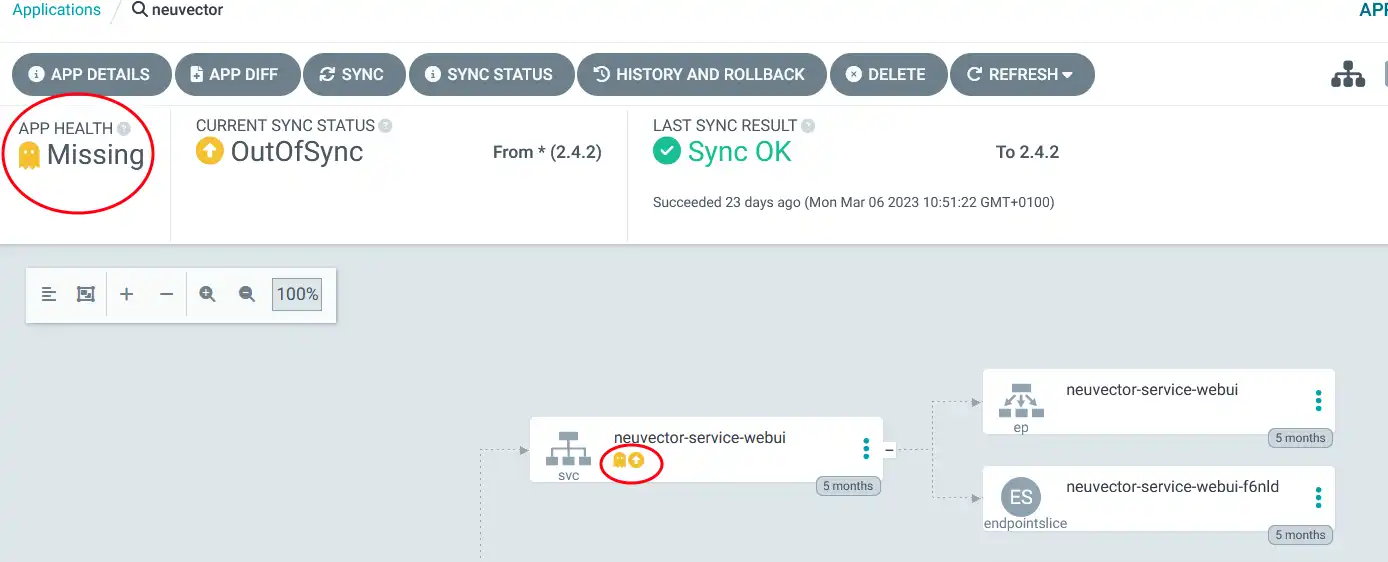 Applications / neuvector
APP
APP DETAILS APP DIFF SYNC SYNC STATUS HISTORY AND ROLLBACK DELETE REFRESH
APP HEALTH
Missing
CURRENT SYNC STATUS
OutOfSync From * (2.4.2)
LAST SYNC RESULT
Sync OK To 2.4.2
Succeeded 23 days ago (Mon Mar 06 2023 10:51:22 GMT+0100)
100%
neuvector-service-webui
svc
5 months
neuvector-service-webui
ep
5 months
neuvector-service-webui-f6nld
ES
endpointslice
5 months